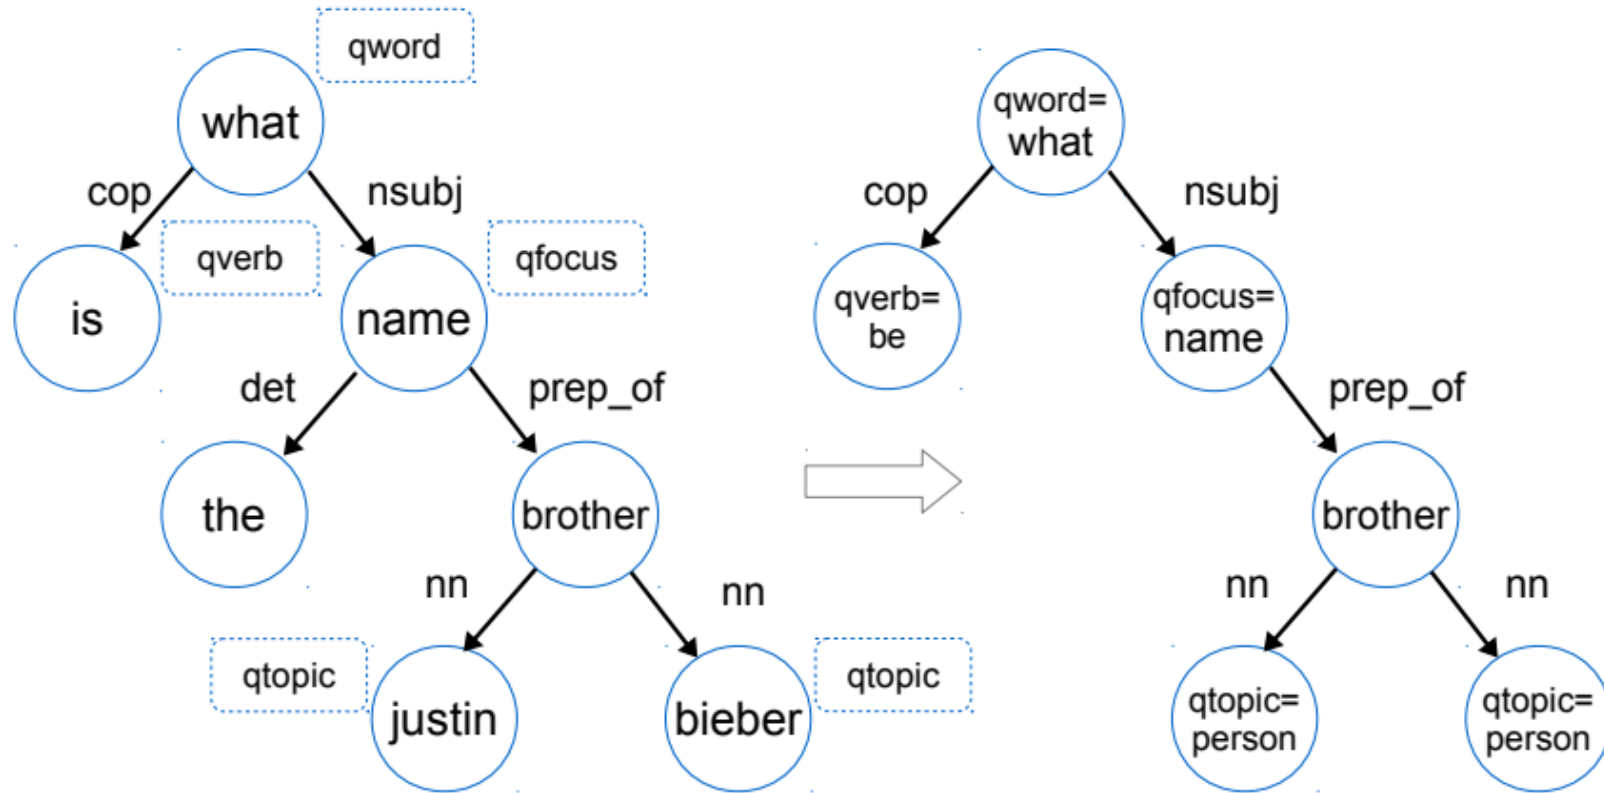 qword
what
cop
nsubj
qverb
qfocus
is
name
det
prep_of
the
brother
nn
nn
qtopic
qtopic
justin
bieber
qword=
what
cop
nsubj
qverb=
be
qfocus=
name
prep_of
brother
nn
nn
qtopic=
person
qtopic=
person